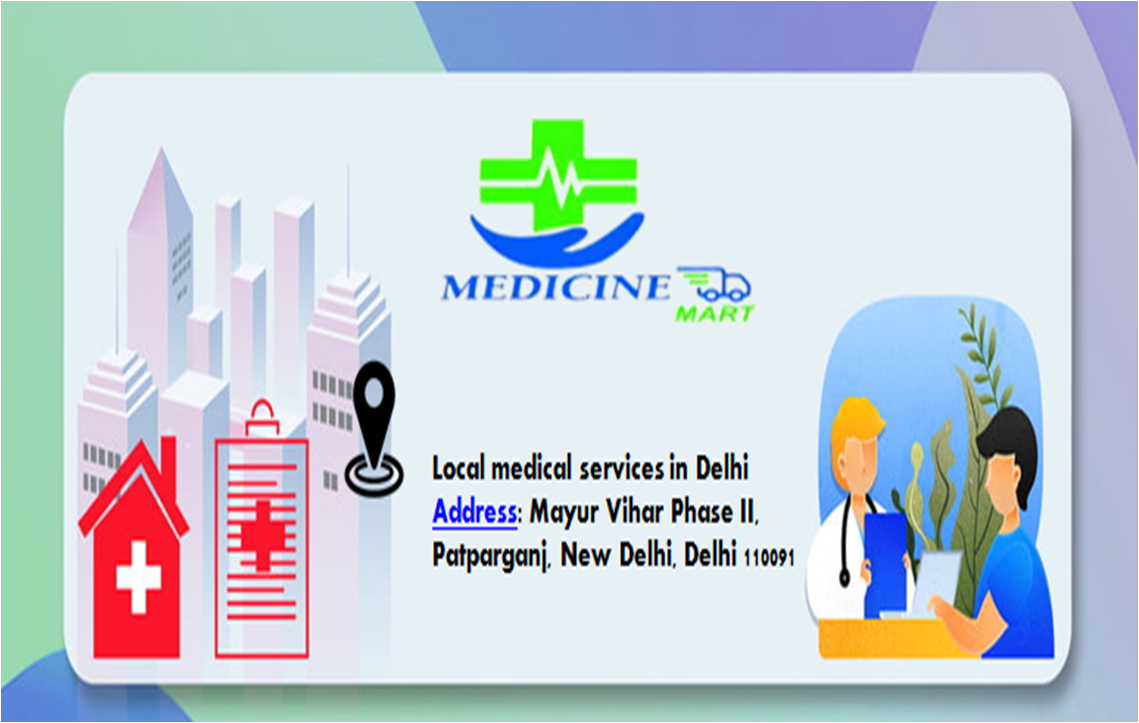 MEDICINE
MART
Local medical services in Delhi
Address: Mayur Vihar Phase II,
Patparganj, New Delhi, Delhi 110091